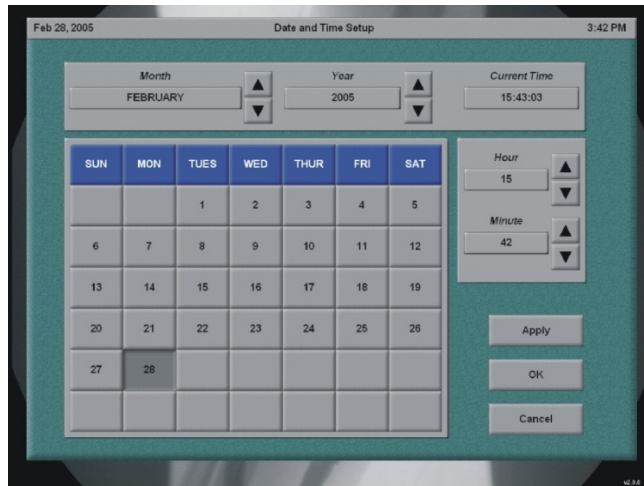 Feb 28, 2005 Date and Time Setup 3:42 PM
Month Year Current Time
FEBRUARY 2005 15:43:03
SUN MON TUES WED THUR FRI SAT
1 2 3 4 5
6 7 8 9 10 11 12
13 14 15 16 17 18 19
20 21 22 23 24 25 26
27 28
Hour
15
Minute
42
Apply
OK
Cancel